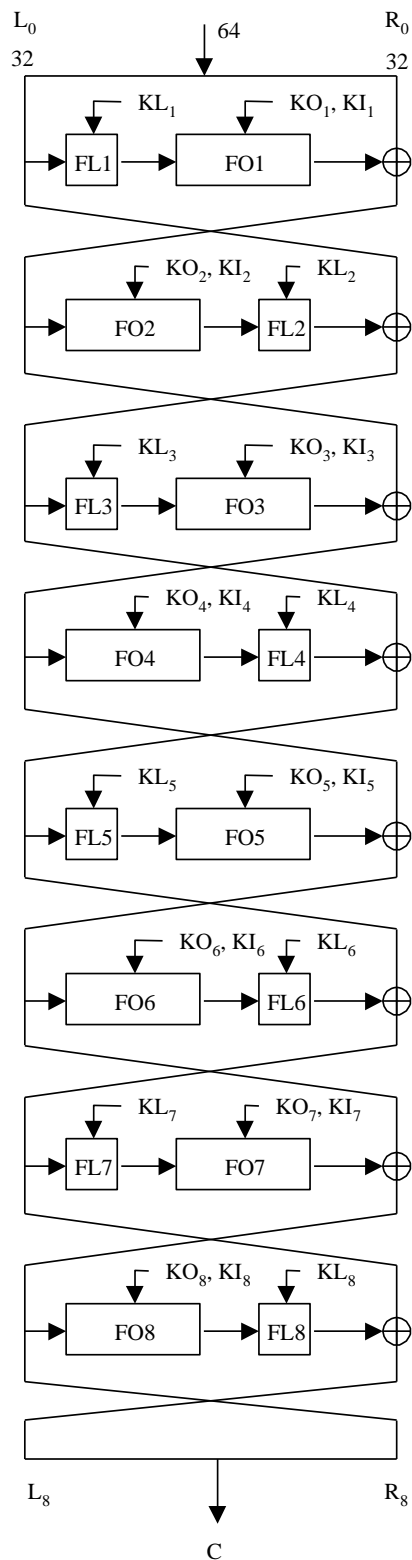 L₀ 64 R₀
32 32
KL₁ KO₁, KI₁
FL1 FO1
KO₂, KI₂ KL₂
FO2 FL2
KL₃ KO₃, KI₃
FL3 FO3
KO₄, KI₄ KL₄
FO4 FL4
KL₅ KO₅, KI₅
FL5 FO5
KO₆, KI₆ KL₆
FO6 FL6
KL₇ KO₇, KI₇
FL7 FO7
KO₈, KI₈ KL₈
FO8 FL8
L₈ R₈
C